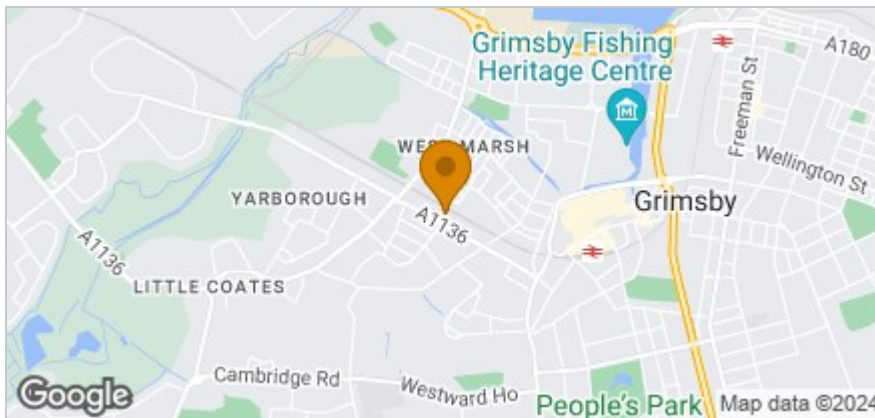 Grimsby Fishing
Heritage Centre
A180
Freeman St
Wellington St
WEST MARSH
YARBOROUGH
Grimsby
A1136
A1136
LITTLE COATES
Cambridge Rd
Westward Ho
People's Park
Google
Map data ©2024